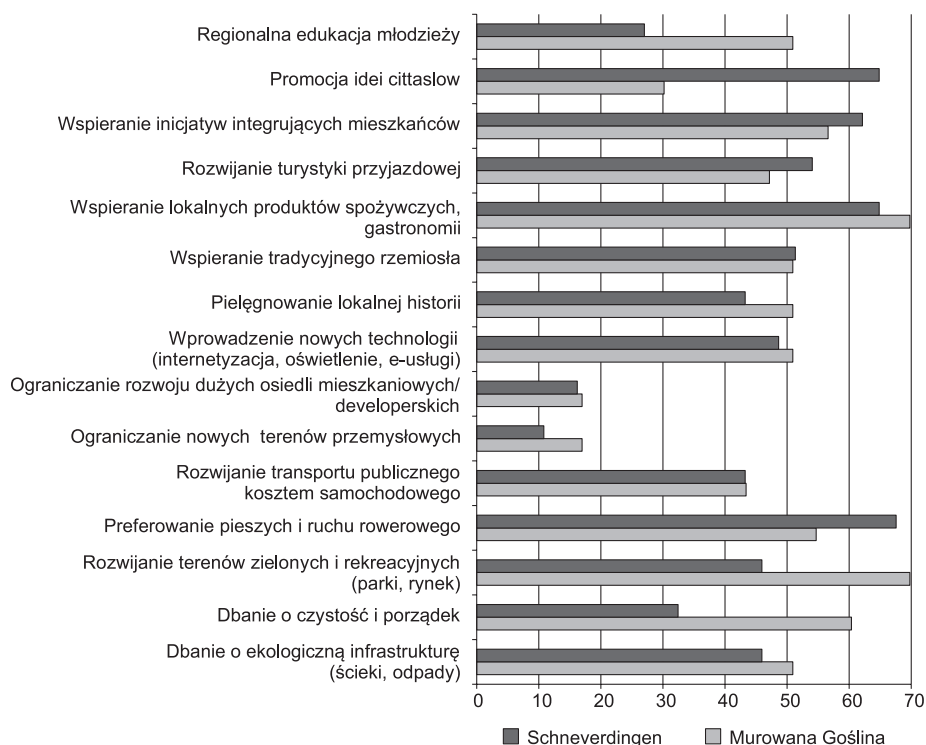 Regionalna edukacja młodzieży
Promocja idei cittaslow
Wspieranie inicjatyw integrujących mieszkańców
Rozwijanie turystyki przyjazdowej
Wspieranie lokalnych produktów spożywczych,
gastronomii
Wspieranie tradycyjnego rzemiosła
Pielęgnowanie lokalnej historii
Wprowadzenie nowych technologii
(internetyzacja, oświetlenie, e-usługi)
Ograniczanie rozwoju dużych osiedli mieszkaniowych/
developerskich
Ograniczanie nowych terenów przemysłowych
Rozwijanie transportu publicznego
kosztem samochodowego
Preferowanie pieszych i ruchu rowerowego
Rozwijanie terenów zielonych i rekreacyjnych
(parki, rynek)
Dbanie o czystość i porządek
Dbanie o ekologiczną infrastrukturę
(ścieki, odpady)
0 10 20 30 40 50 60 70
Schneverdingen Murowana Goślina